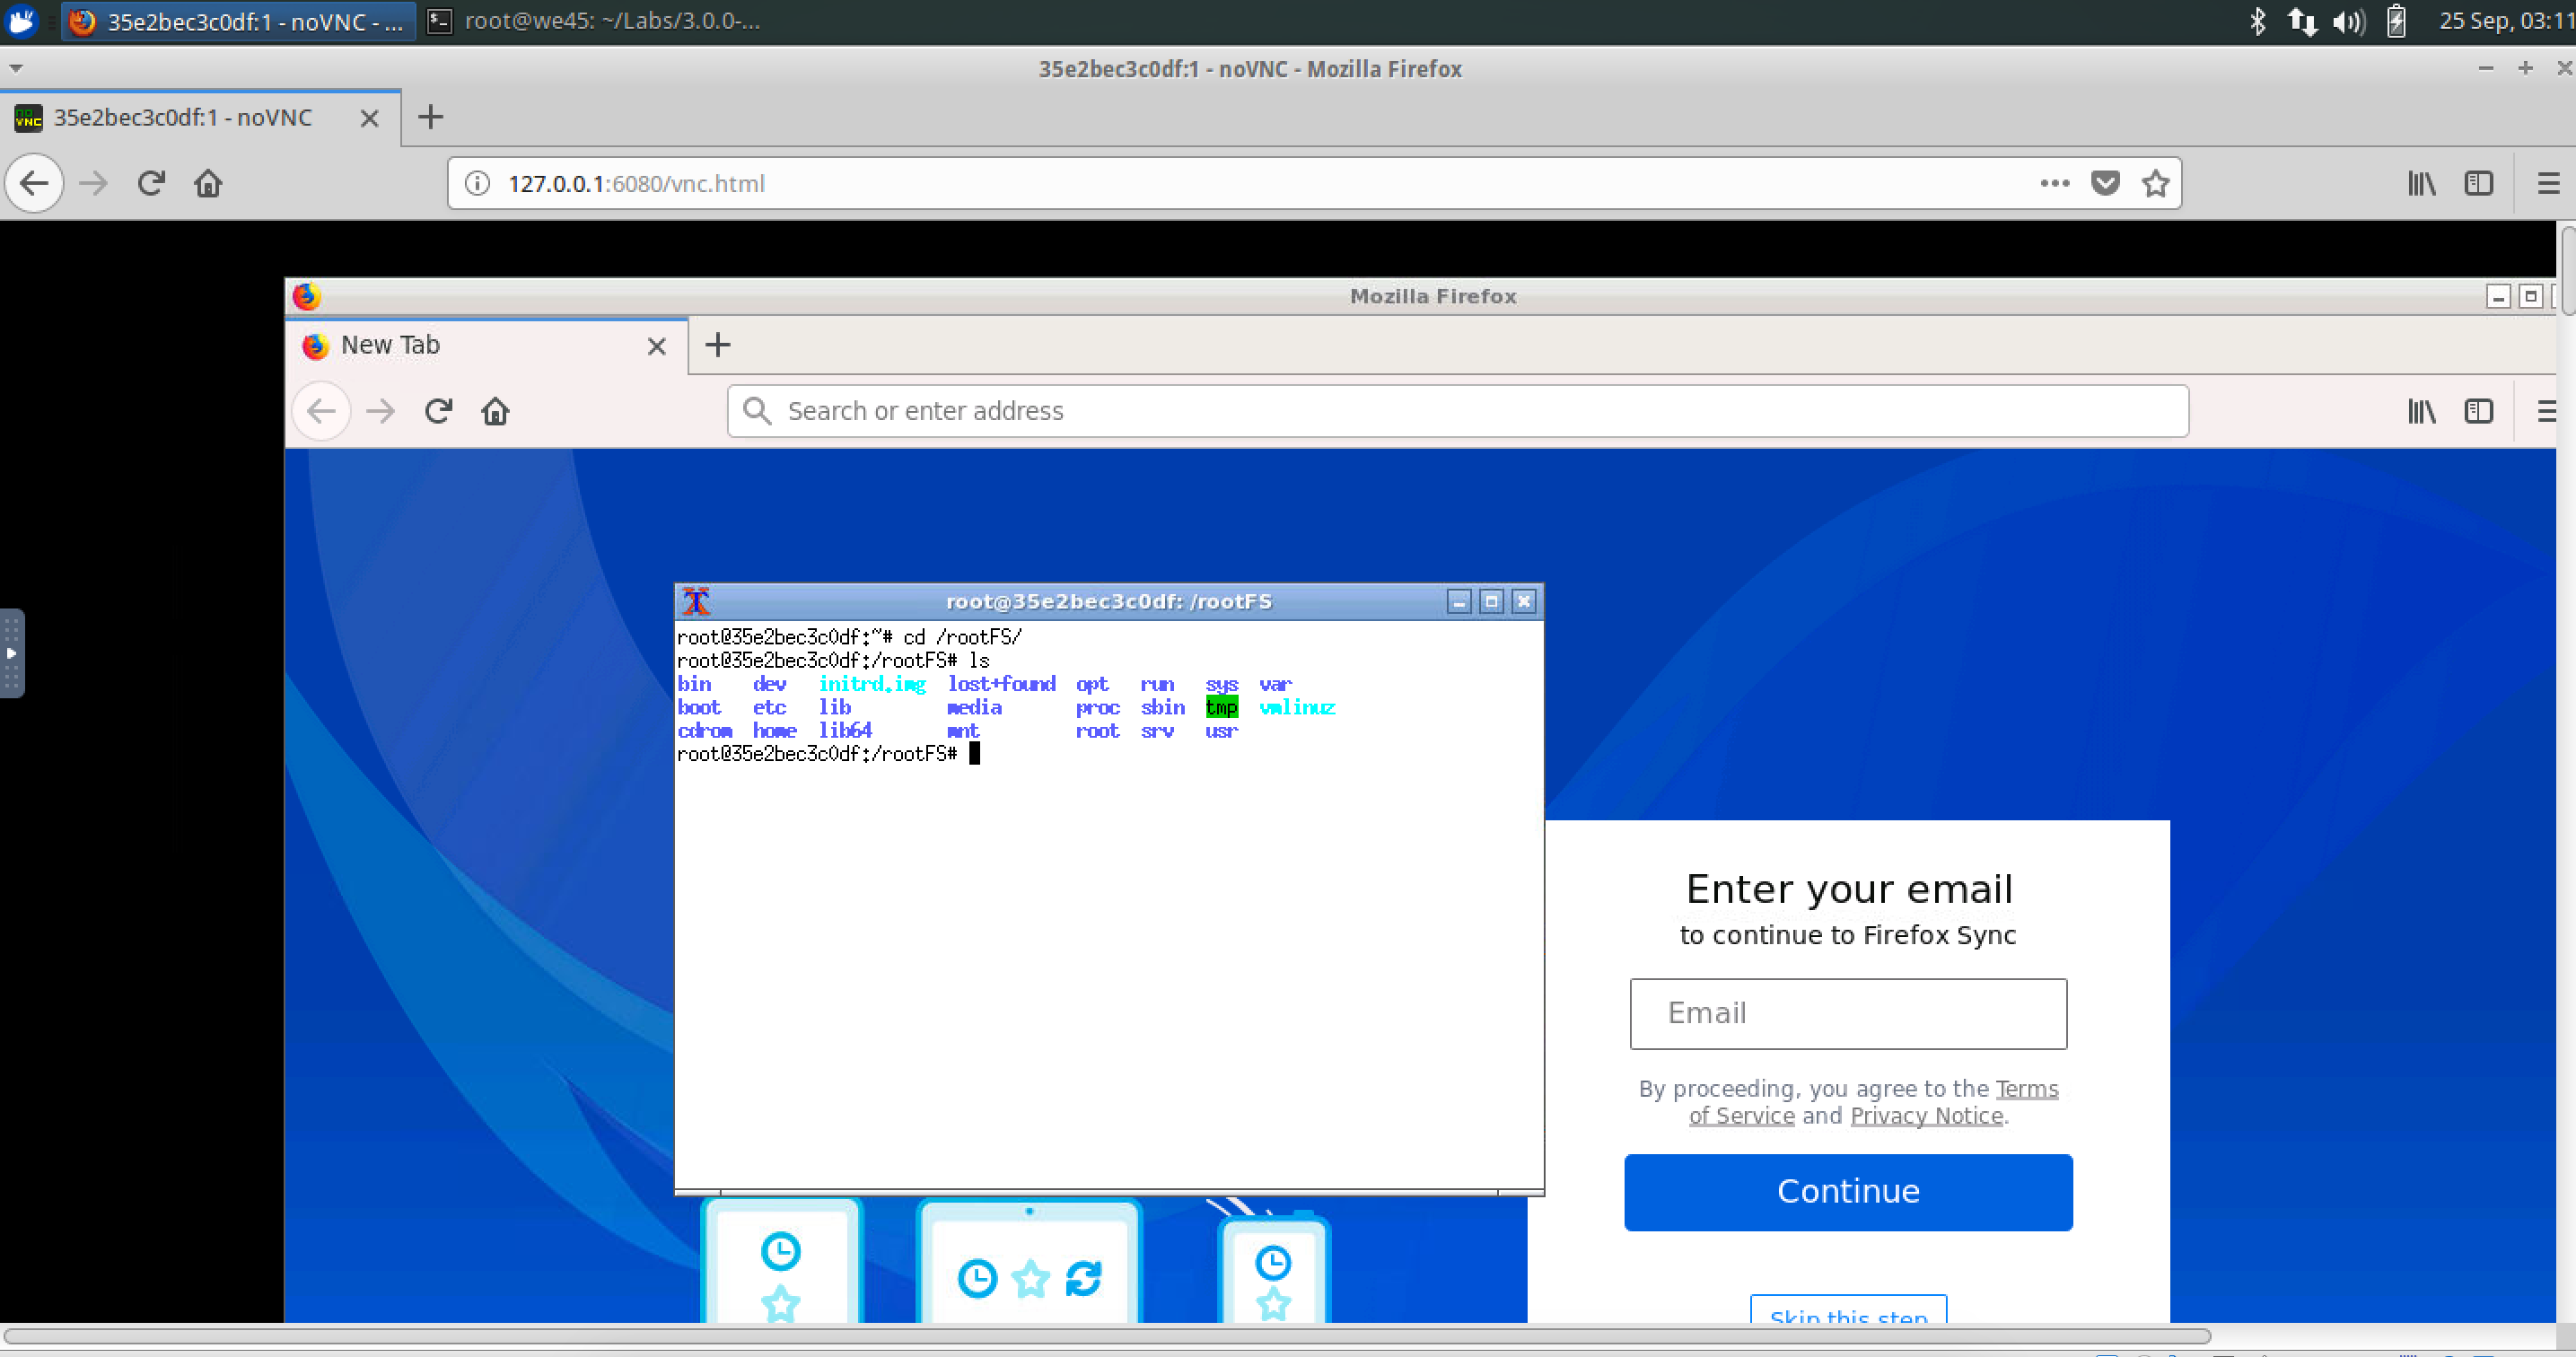 35e2bec3c0df:1 - noVNC - ...
root@we45: ~/Labs/3.0.0-...
25 Sep, 03:11
35e2bec3c0df:1 - noVNC - Mozilla Firefox
no VNC
35e2bec3c0df:1 - noVNC
127.0.0.1:6080/vnc.html
Mozilla Firefox
New Tab
Search or enter address
root@35e2bec3c0df: /rootFS
root@35e2bec3c0df:~# cd /rootFS/
root@35e2bec3c0df:/rootFS# ls
bin dev initrd.img lost+found opt run sys var
boot etc lib media proc sbin tmp vmlinuz
cdrom home lib64 mnt root srv usr
root@35e2bec3c0df:/rootFS#
Enter your email
to continue to Firefox Sync
Email
By proceeding, you agree to the Terms
of Service and Privacy Notice.
Continue
Skip this step